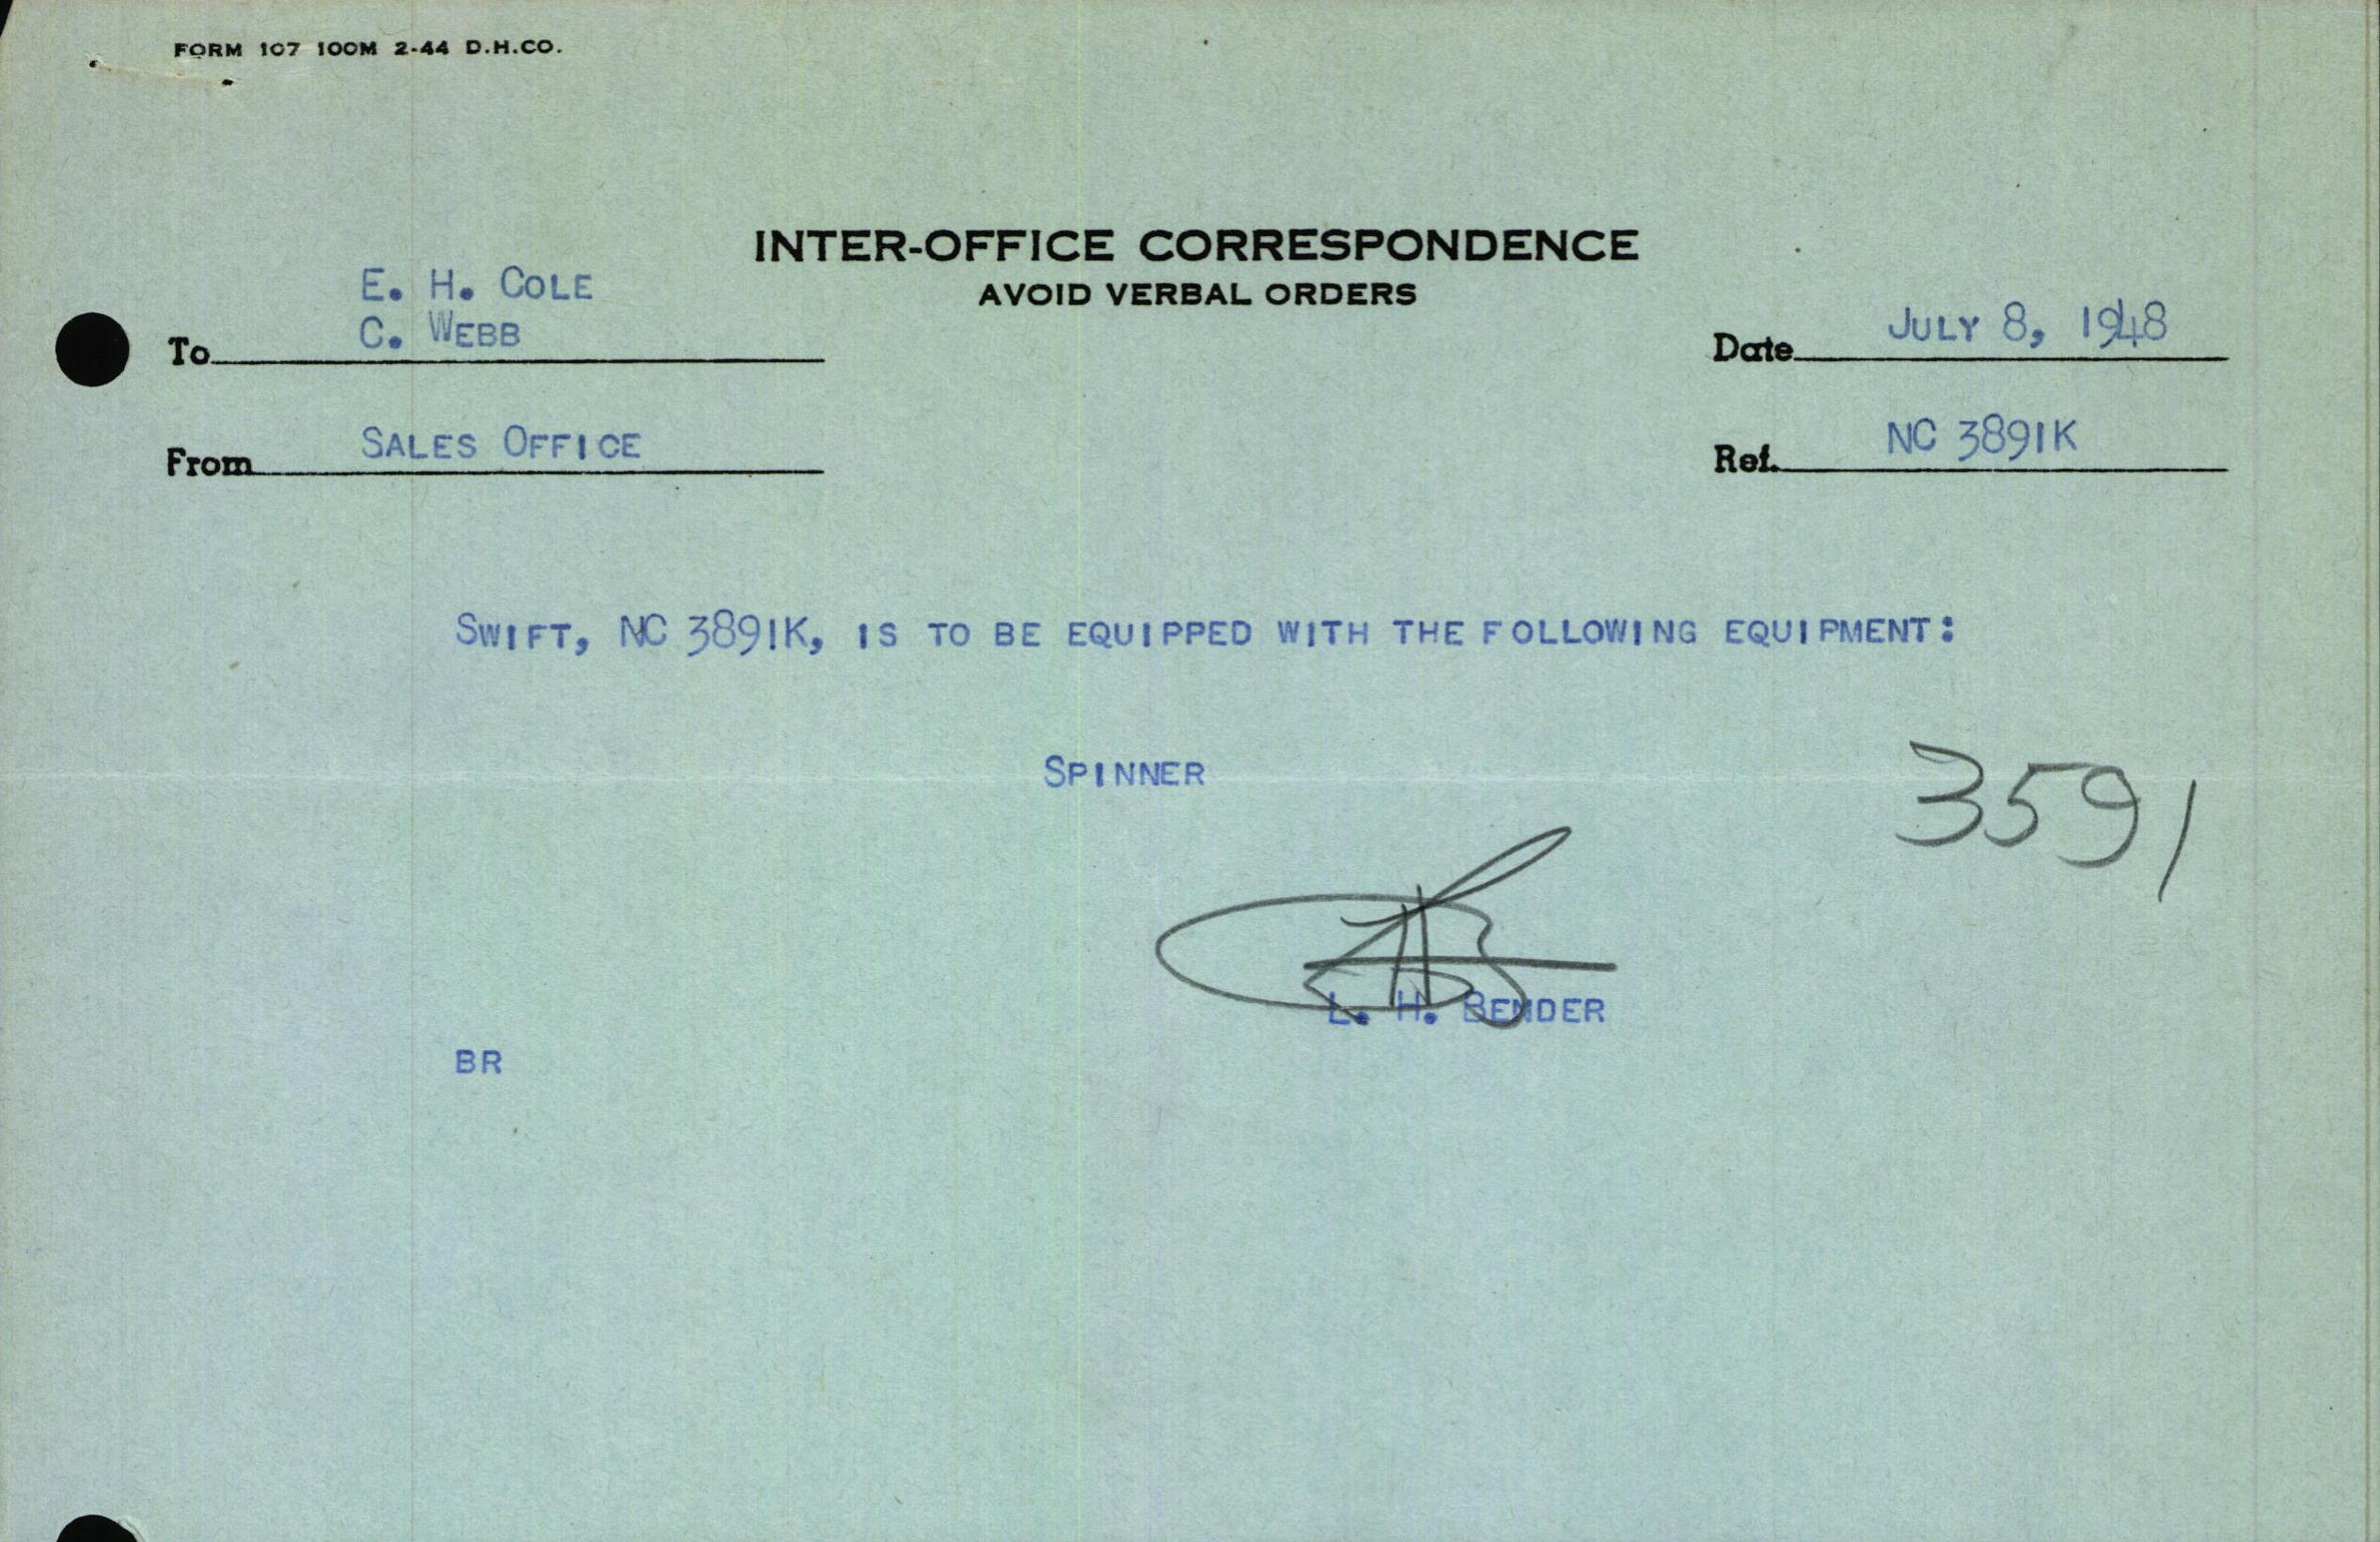 FORM 107 100M 2-44 D.H.CO.
INTER-OFFICE CORRESPONDENCE
AVOID VERBAL ORDERS
To E. H. COLE
C. WEBB
Date JULY 8, 1948
From SALES OFFICE
Ref. NC 3891K
SWIFT, NC 3891K, IS TO BE EQUIPPED WITH THE FOLLOWING EQUIPMENT:
SPINNER
3591
L. H. BENDER
BR